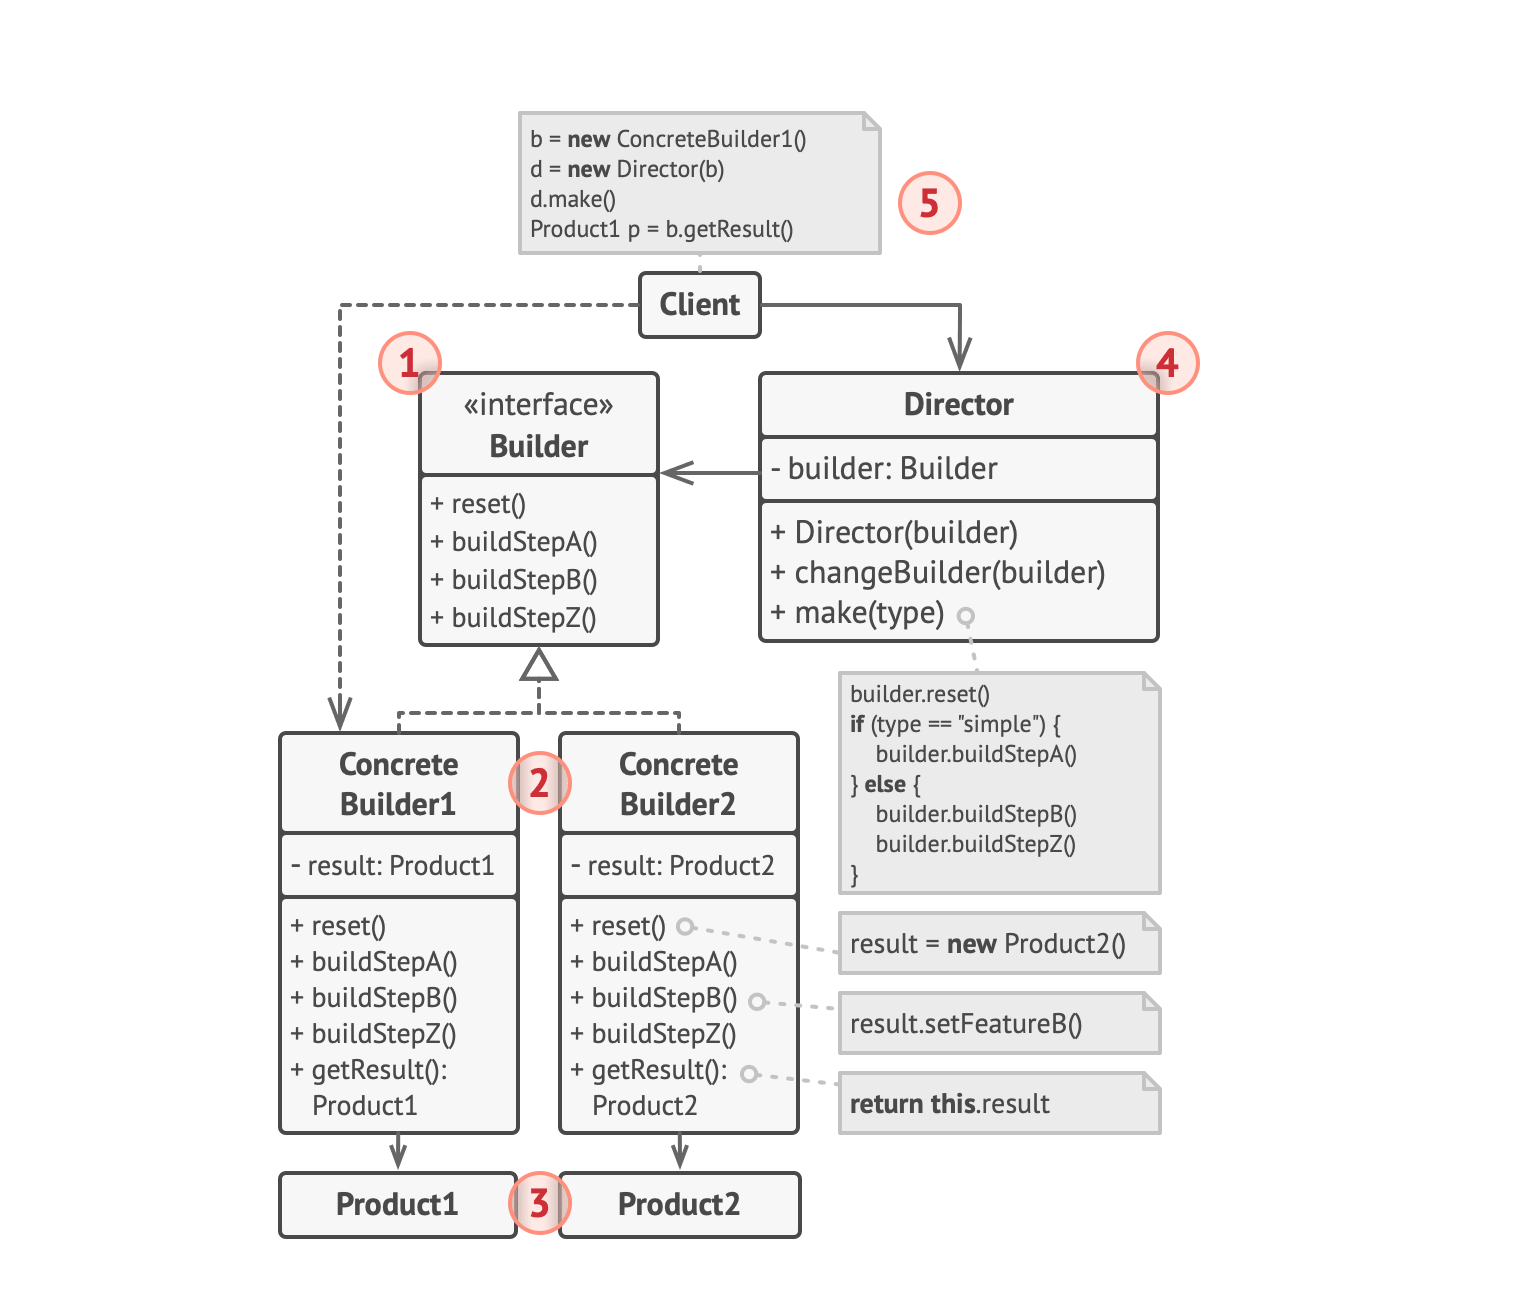 b = new ConcreteBuilder1()
d = new Director(b)
d.make()
Product1 p = b.getResult()
5
Client
1
«interface»
Builder
+ reset()
+ buildStepA()
+ buildStepB()
+ buildStepZ()
4
Director
- builder: Builder
+ Director(builder)
+ changeBuilder(builder)
+ make(type)
builder.reset()
if (type == "simple") {
builder.buildStepA()
} else {
builder.buildStepB()
builder.buildStepZ()
}
Concrete
Builder1
- result: Product1
+ reset()
+ buildStepA()
+ buildStepB()
+ buildStepZ()
+ getResult():
Product1
2
Concrete
Builder2
- result: Product2
+ reset()
+ buildStepA()
+ buildStepB()
+ buildStepZ()
+ getResult():
Product2
result = new Product2()
result.setFeatureB()
return this.result
Product1
3
Product2